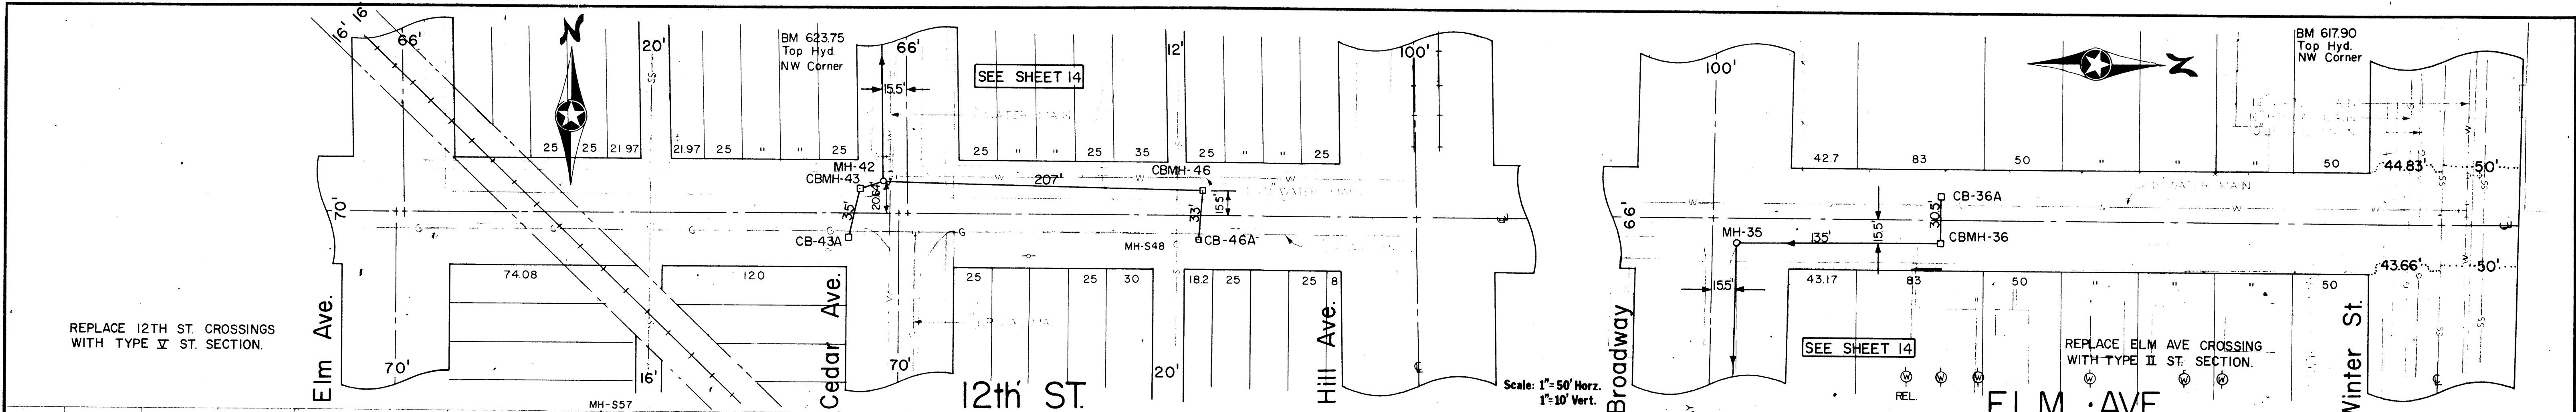 16'
16'
66'
N
20'
SS
BM 623.75
Top Hyd.
NW Corner
66'
15.5'
SEE SHEET 14
12'
100'
25
25
21.97
21.97
25
"
"
25
MH-42
CBMH-43
20.64'
35'
CB-43A
25
"
"
25
35
25
"
"
25
CBMH-46
207'
W
W
W
15.5'
33'
CB-46A
MH-S48
70'
G
G
G
G
74.08
120
25
25
30
18.2
25
25
8
REPLACE 12TH ST. CROSSINGS
WITH TYPE V ST. SECTION.
Elm Ave.
70'
16'
MH-S57
Cedar Ave.
70'
12th ST.
20'
Hill Ave.
Scale: 1"=50' Horz.
1"=10' Vert.
100'
N
BM 617.90
Top Hyd.
NW Corner
42.7
83
50
"
"
"
50
44.83'
50'
66'
W
W
W
W
WATER MAIN
CB-36A
30.5'
15.5'
CBMH-36
MH-35
135'
15.5'
43.17
83
50
"
"
"
50
43.66'
50'
SS
SS
Broadway
SEE SHEET 14
REPLACE ELM AVE CROSSING
WITH TYPE II ST. SECTION.
W
W
W
W
W
W
REL.
ELM AVE
Winter St.